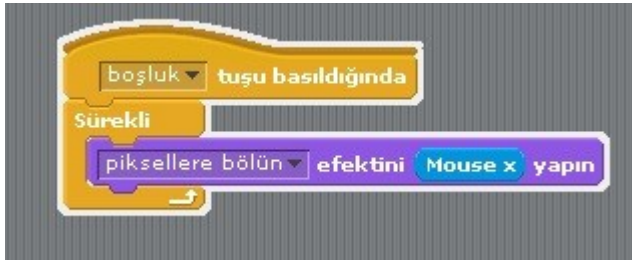 boşluk tuşu basıldığında
Sürekli
piksellere bölün efektini Mouse x yapın